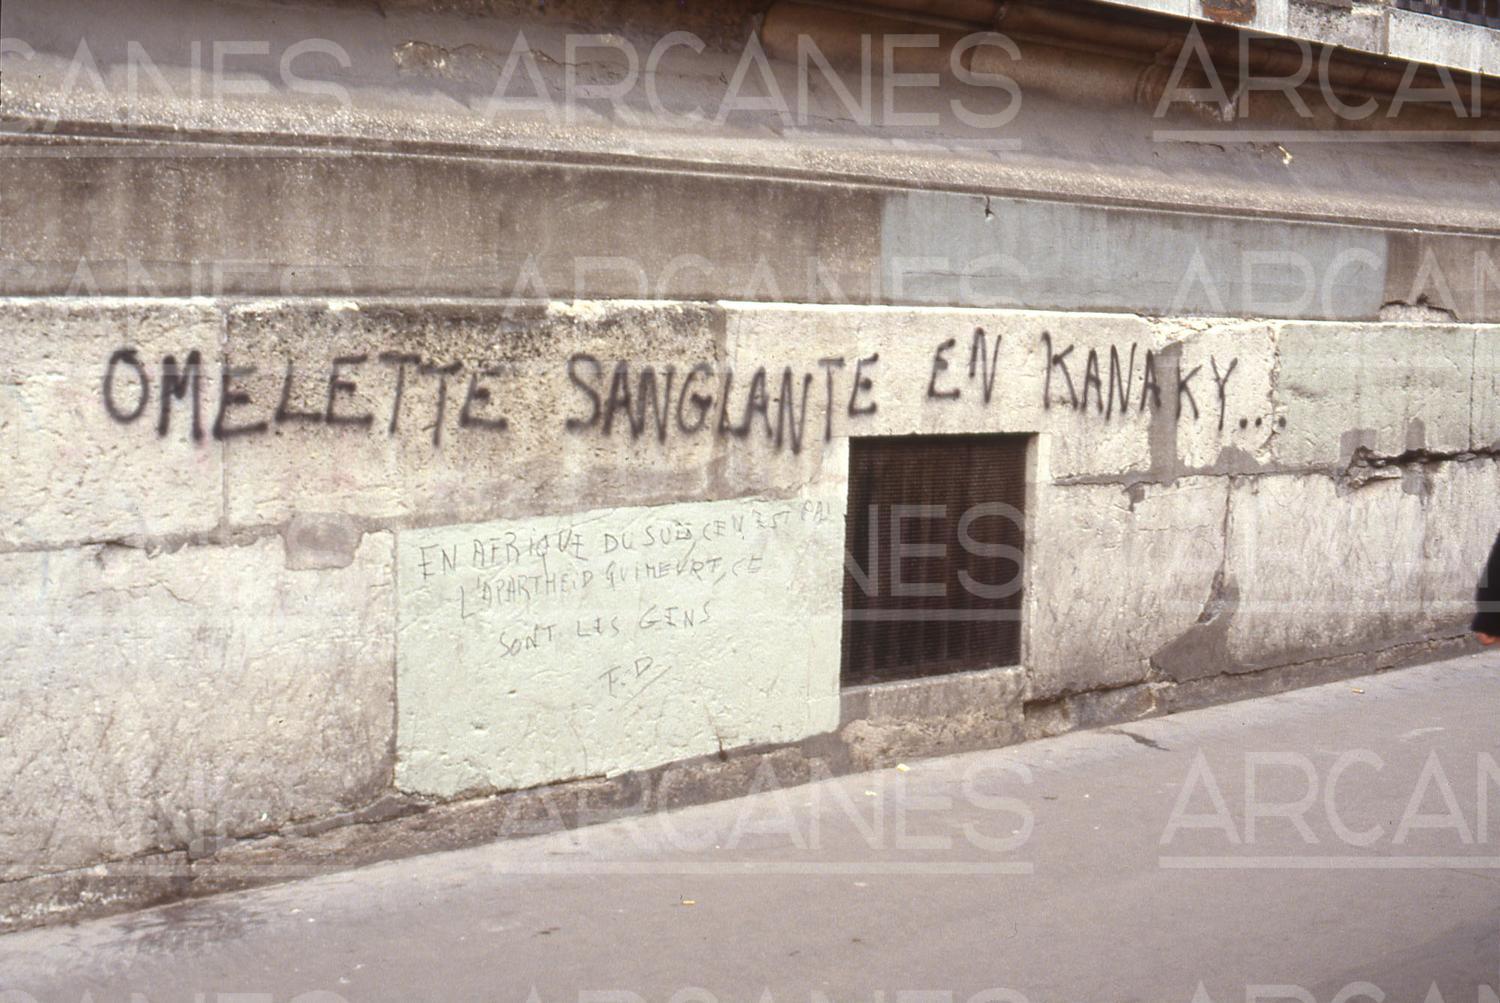 OMELETTE SANGLANTE EN KANAKY...
EN AFRIQUE DU SUD, CE N'EST PAS
L'APARTHEID QUI MEURT, CE
SONT LES GENS
F.D
ARCANES